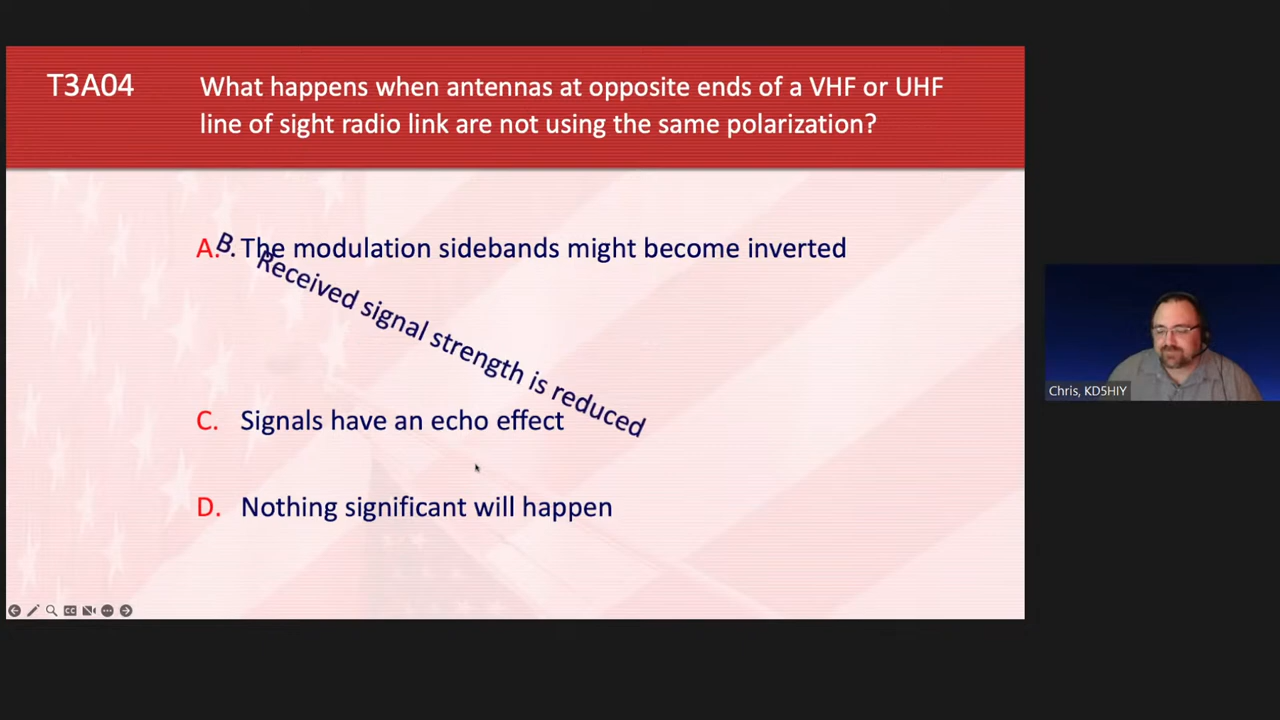 T3A04
What happens when antennas at opposite ends of a VHF or UHF
line of sight radio link are not using the same polarization?
A. The modulation sidebands might become inverted
B. Received signal strength is reduced
C. Signals have an echo effect
D. Nothing significant will happen
Chris, KD5HIY